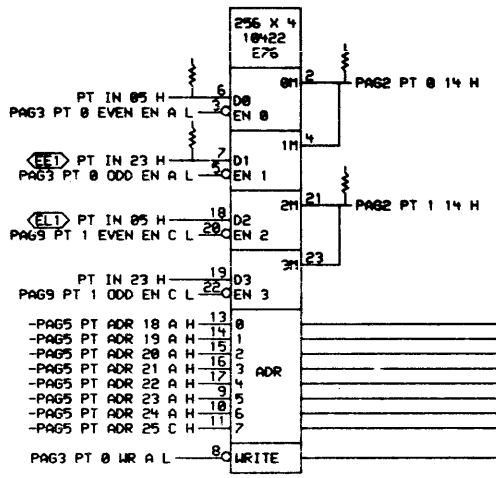 256 X 4
10422
E76
0M 2 PAG2 PT 0 14 H
PT IN 05 H 6 D0
PAG3 PT 0 EVEN EN A L 3 EN 0
1M 4
EE1 PT IN 23 H 7 D1
PAG3 PT 0 ODD EN A L 5 EN 1
2M 21 PAG2 PT 1 14 H
EL1 PT IN 05 H 18 D2
PAG9 PT 1 EVEN EN C L 20 EN 2
3M 23
PT IN 23 H 19 D3
PAG9 PT 1 ODD EN C L 22 EN 3
-PAG5 PT ADR 18 A H 13 0
-PAG5 PT ADR 19 A H 14 1
-PAG5 PT ADR 20 A H 15 2
-PAG5 PT ADR 21 A H 16 3 ADR
-PAG5 PT ADR 22 A H 17 4
-PAG5 PT ADR 23 A H 9 5
-PAG5 PT ADR 24 A H 10 6
-PAG5 PT ADR 25 C H 11 7
PAG3 PT 0 WR A L 8 WRITE